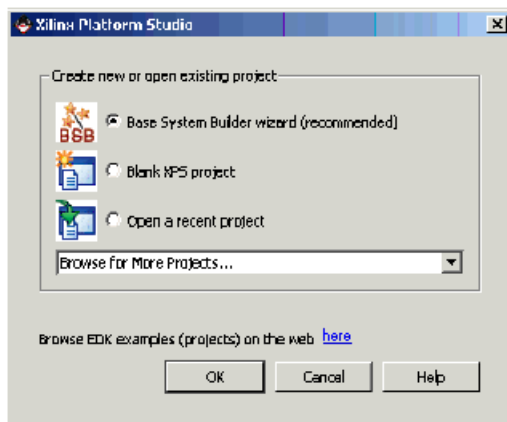 Xilinx Platform Studio
Create new or open existing project
BSB
Base System Builder wizard (recommended)
Blank XPS project
Open a recent project
Browse for More Projects...
Browse EDK examples (projects) on the web here
OK Cancel Help